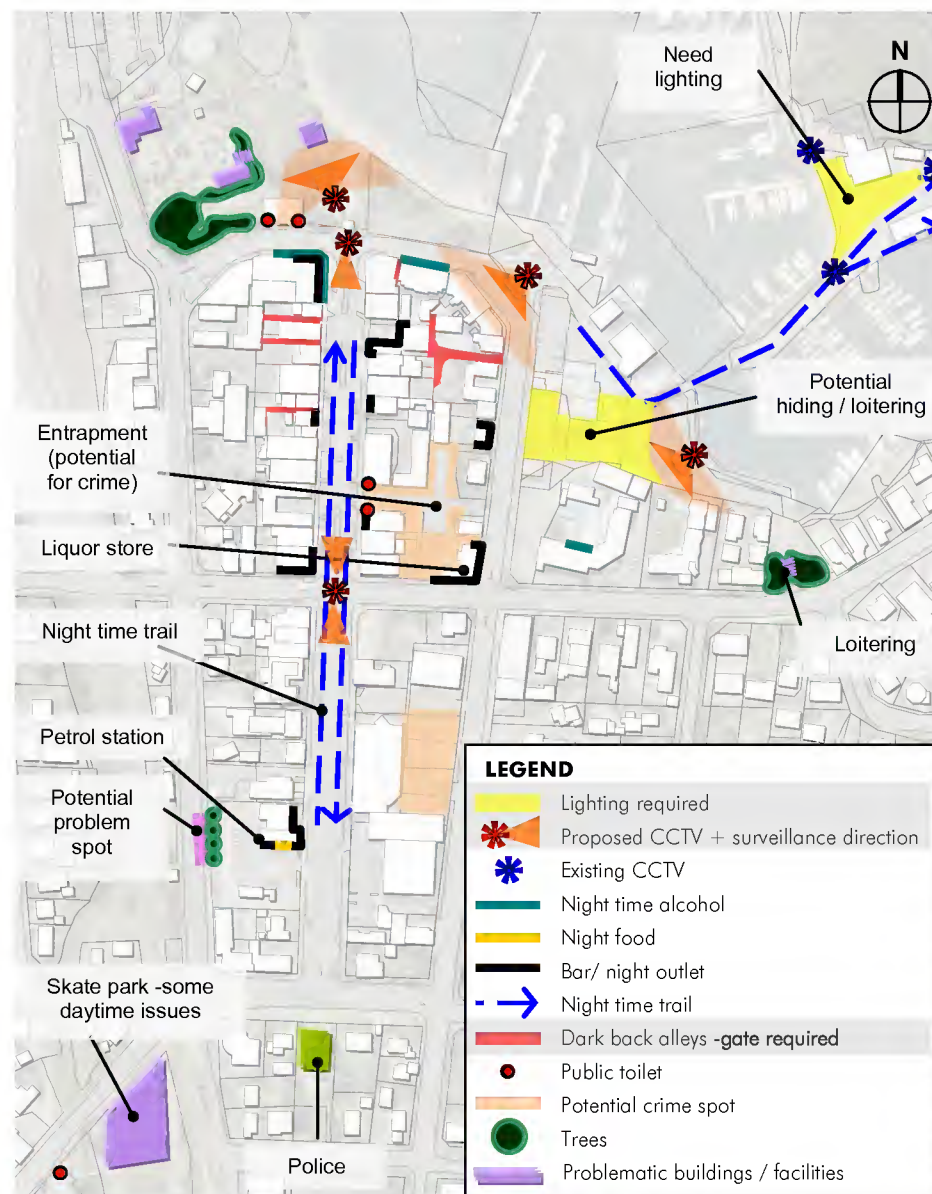 Need
lighting
N
Potential
hiding / loitering
Entrapment
(potential
for crime)
Liquor store
Night time trail
Loitering
Petrol station
Potential
problem
spot
Skate park -some
daytime issues
Police
LEGEND
Lighting required
Proposed CCTV + surveillance direction
Existing CCTV
Night time alcohol
Night food
Bar/ night outlet
Night time trail
Dark back alleys -gate required
Public toilet
Potential crime spot
Trees
Problematic buildings / facilities